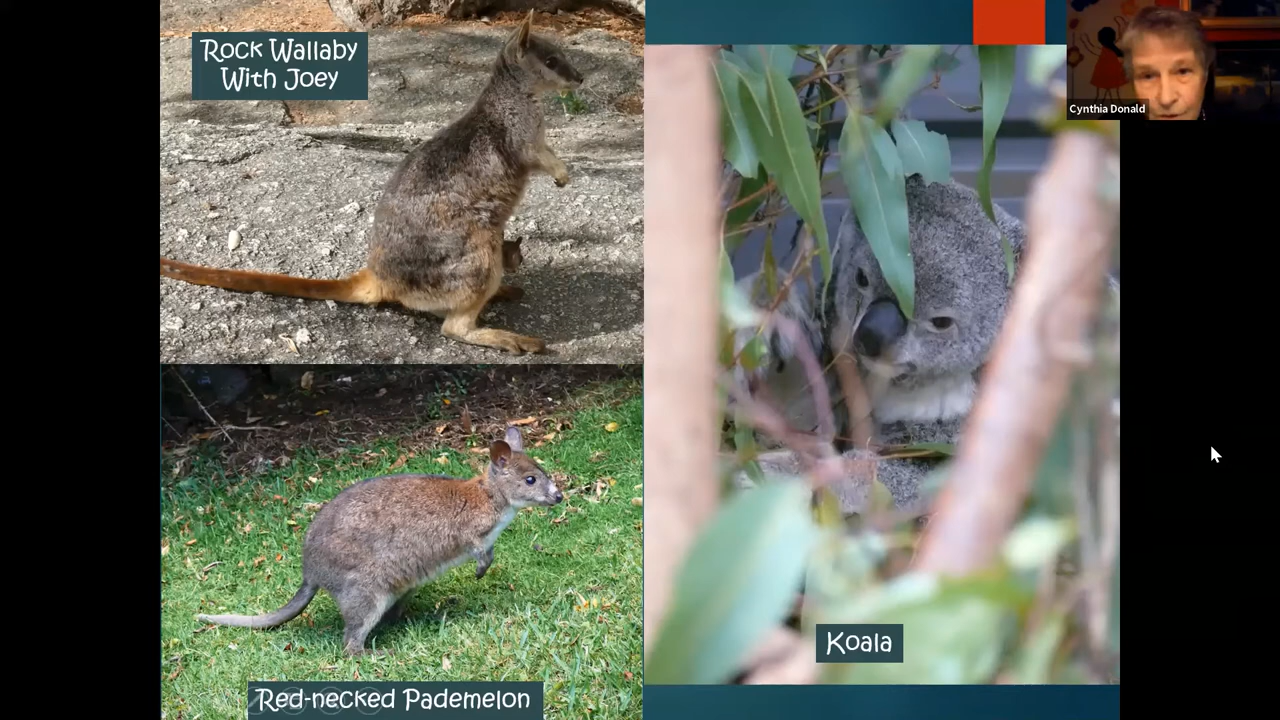 Rock Wallaby
With Joey
Cynthia Donald
Koala
Red-necked Pademelon